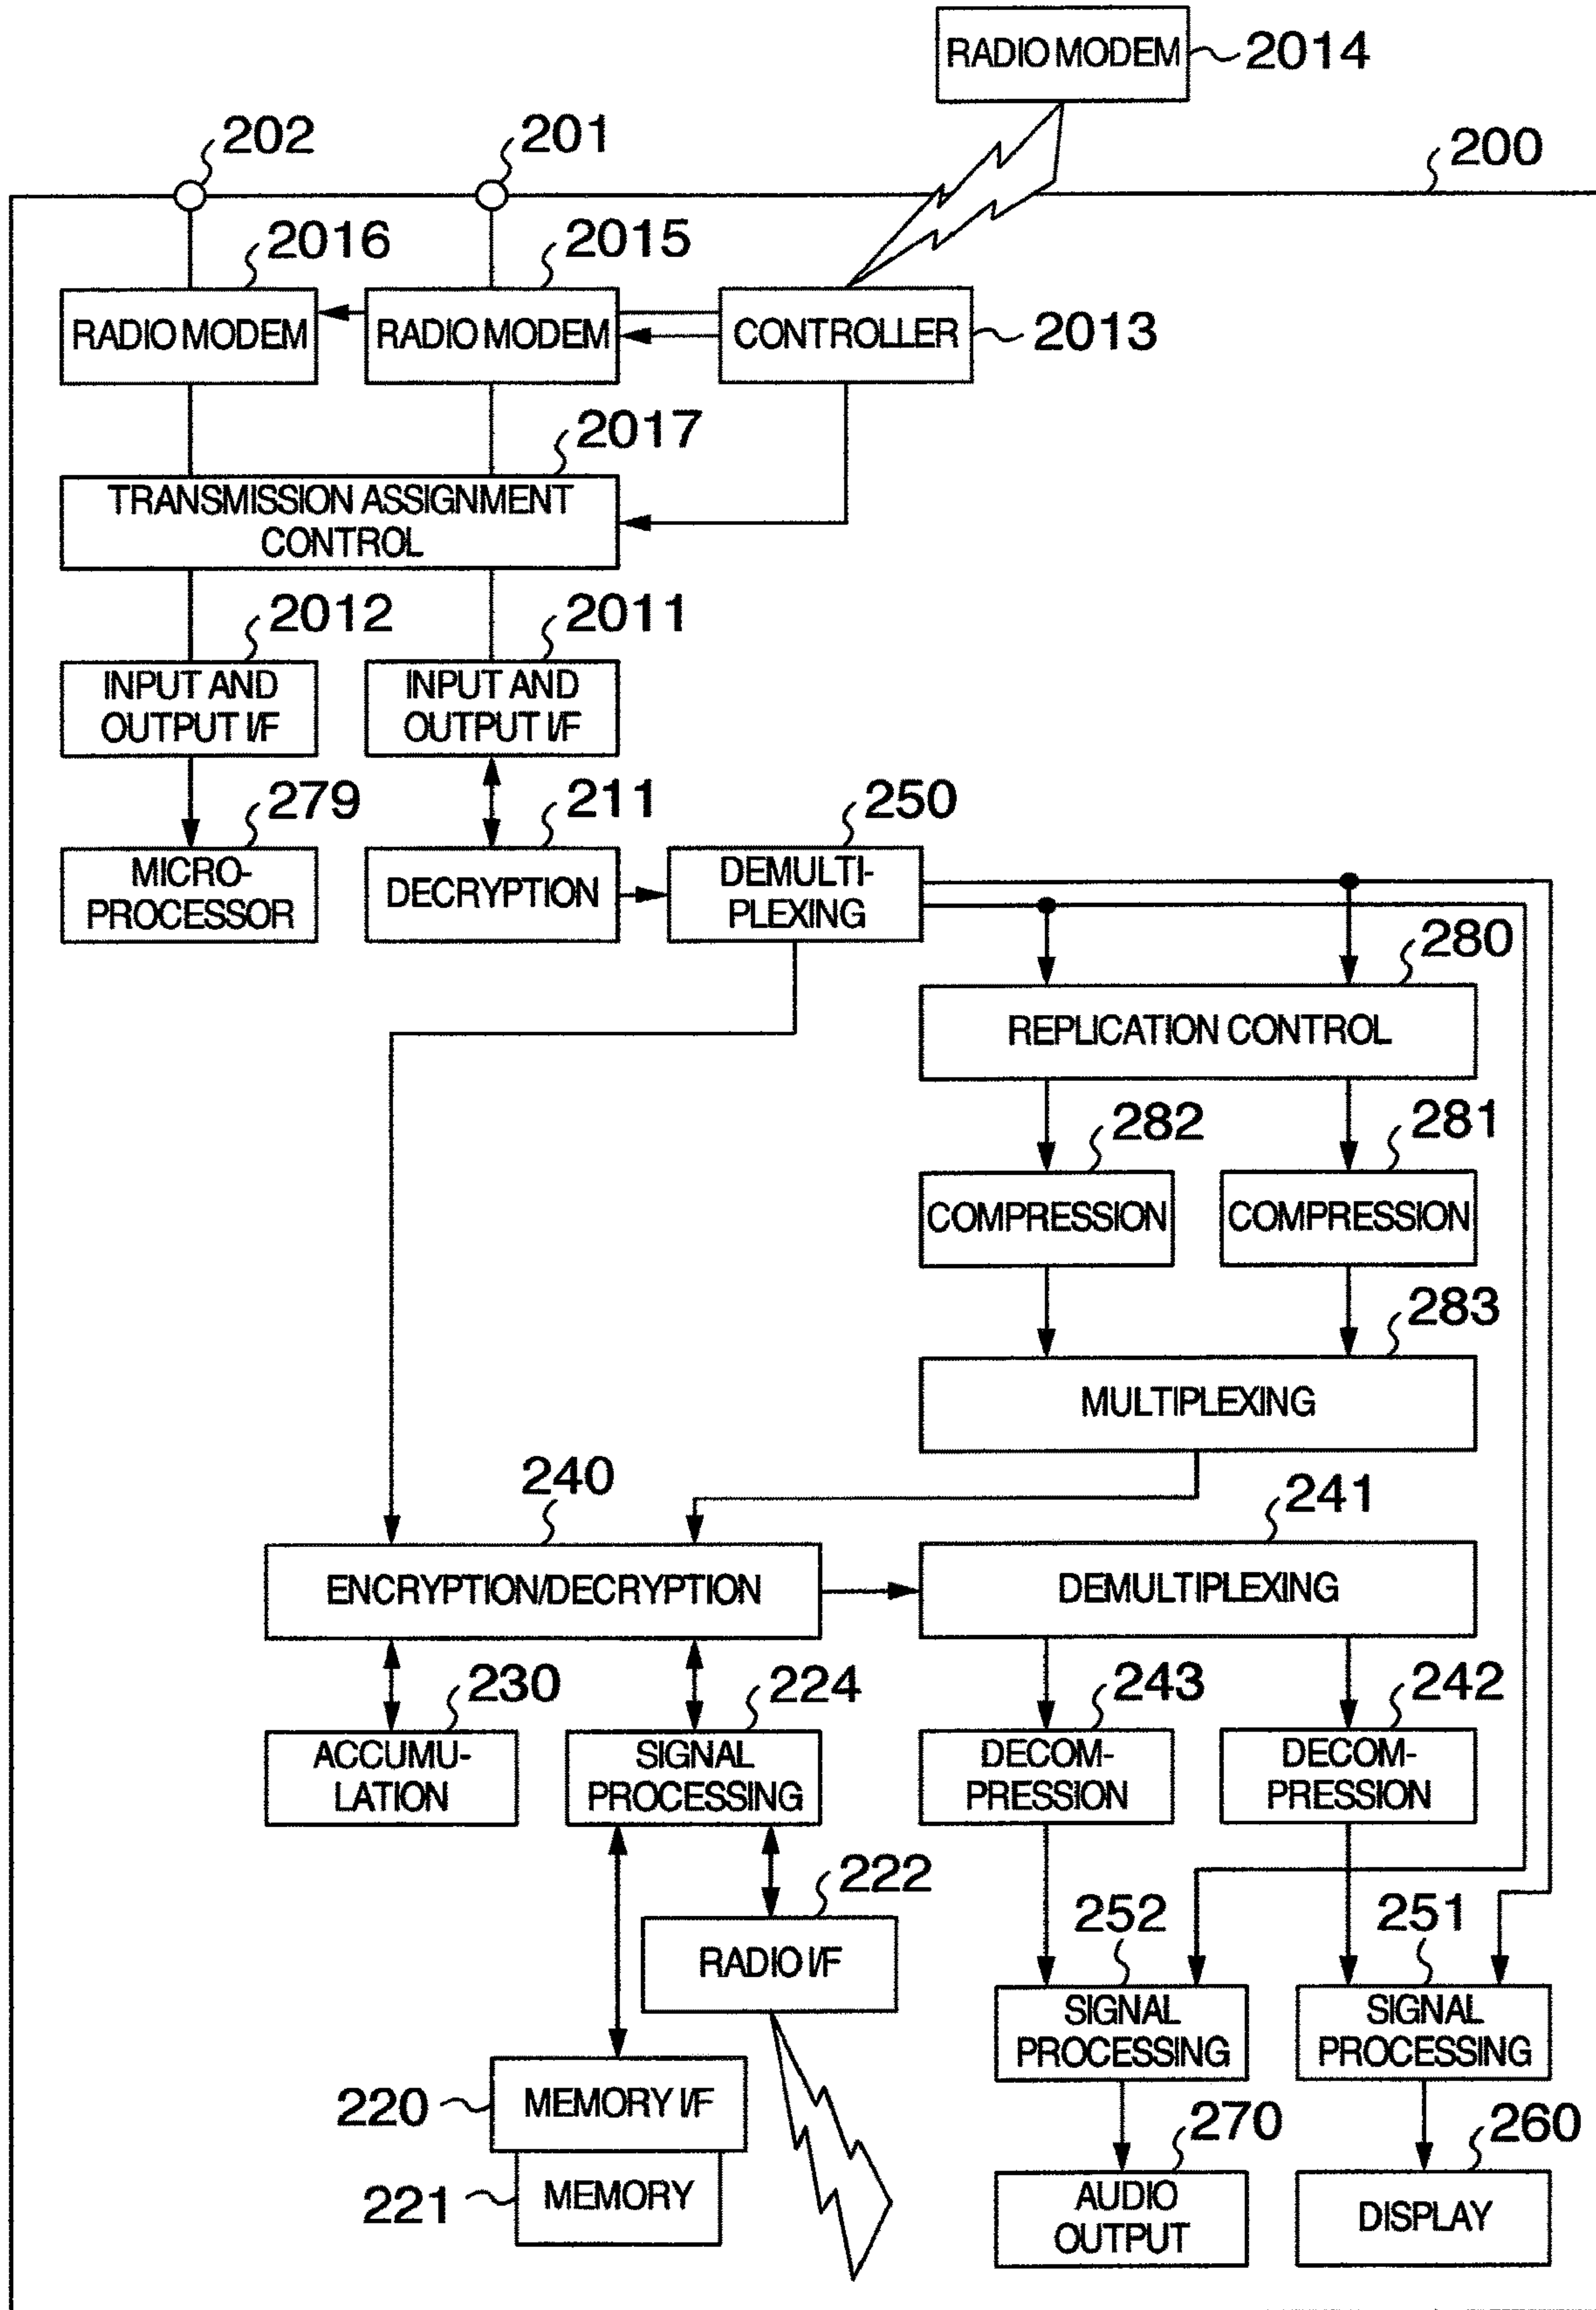 RADIO MODEM 2014
202 201 200
2016 2015
RADIO MODEM RADIO MODEM CONTROLLER 2013
2017
TRANSMISSION ASSIGNMENT
CONTROL
2012 2011
INPUT AND INPUT AND
OUTPUT I/F OUTPUT I/F
279 211 250
MICRO- DECRYPTION DEMULTI-
PROCESSOR PLEXING
280
REPLICATION CONTROL
282 281
COMPRESSION COMPRESSION
283
MULTIPLEXING
240 241
ENCRYPTION/DECRYPTION DEMULTIPLEXING
230 224 243 242
ACCUMU- SIGNAL DECOM- DECOM-
LATION PROCESSING PRESSION PRESSION
222 252 251
RADIO I/F
SIGNAL SIGNAL
PROCESSING PROCESSING
220 MEMORY I/F 270 260
221 MEMORY
AUDIO DISPLAY
OUTPUT